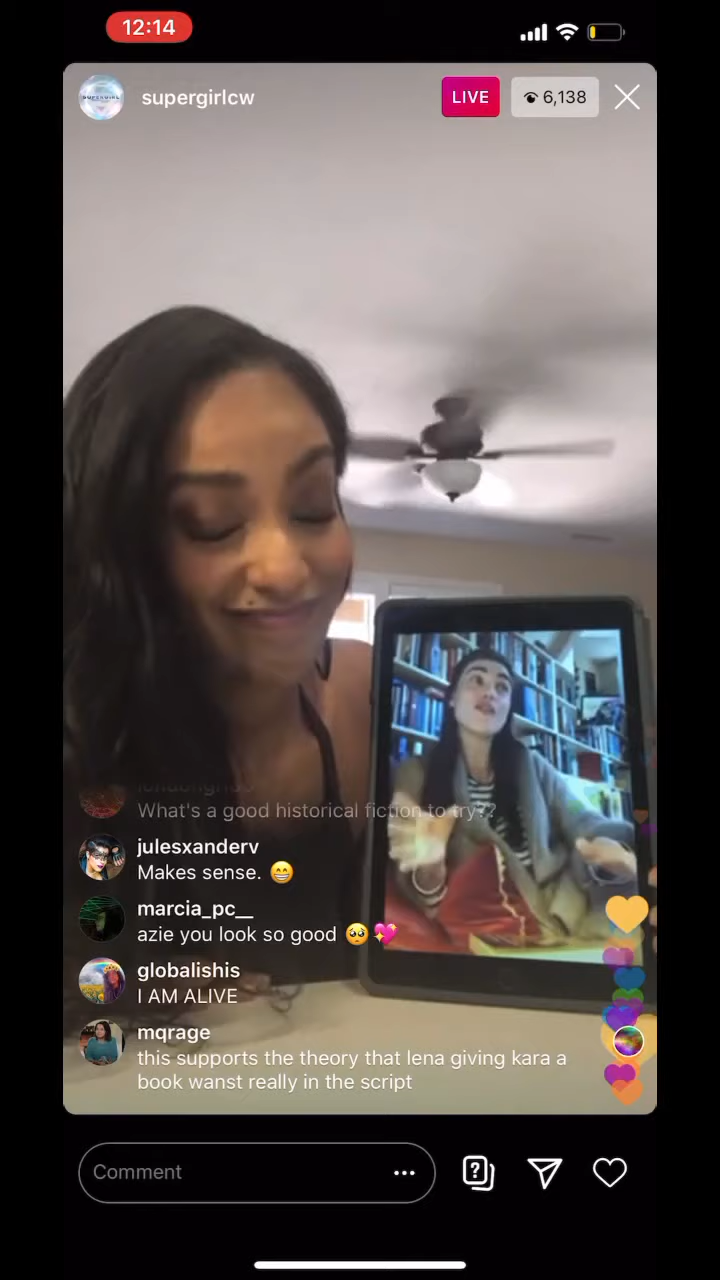 12:14
supergirlcw
LIVE
6,138
What's a good historical fiction to try??
julesxanderv
Makes sense. 😁
marcia_pc__
azie you look so good 🥺💖
globalishis
I AM ALIVE
mqrage
this supports the theory that lena giving kara a
book wanst really in the script
Comment